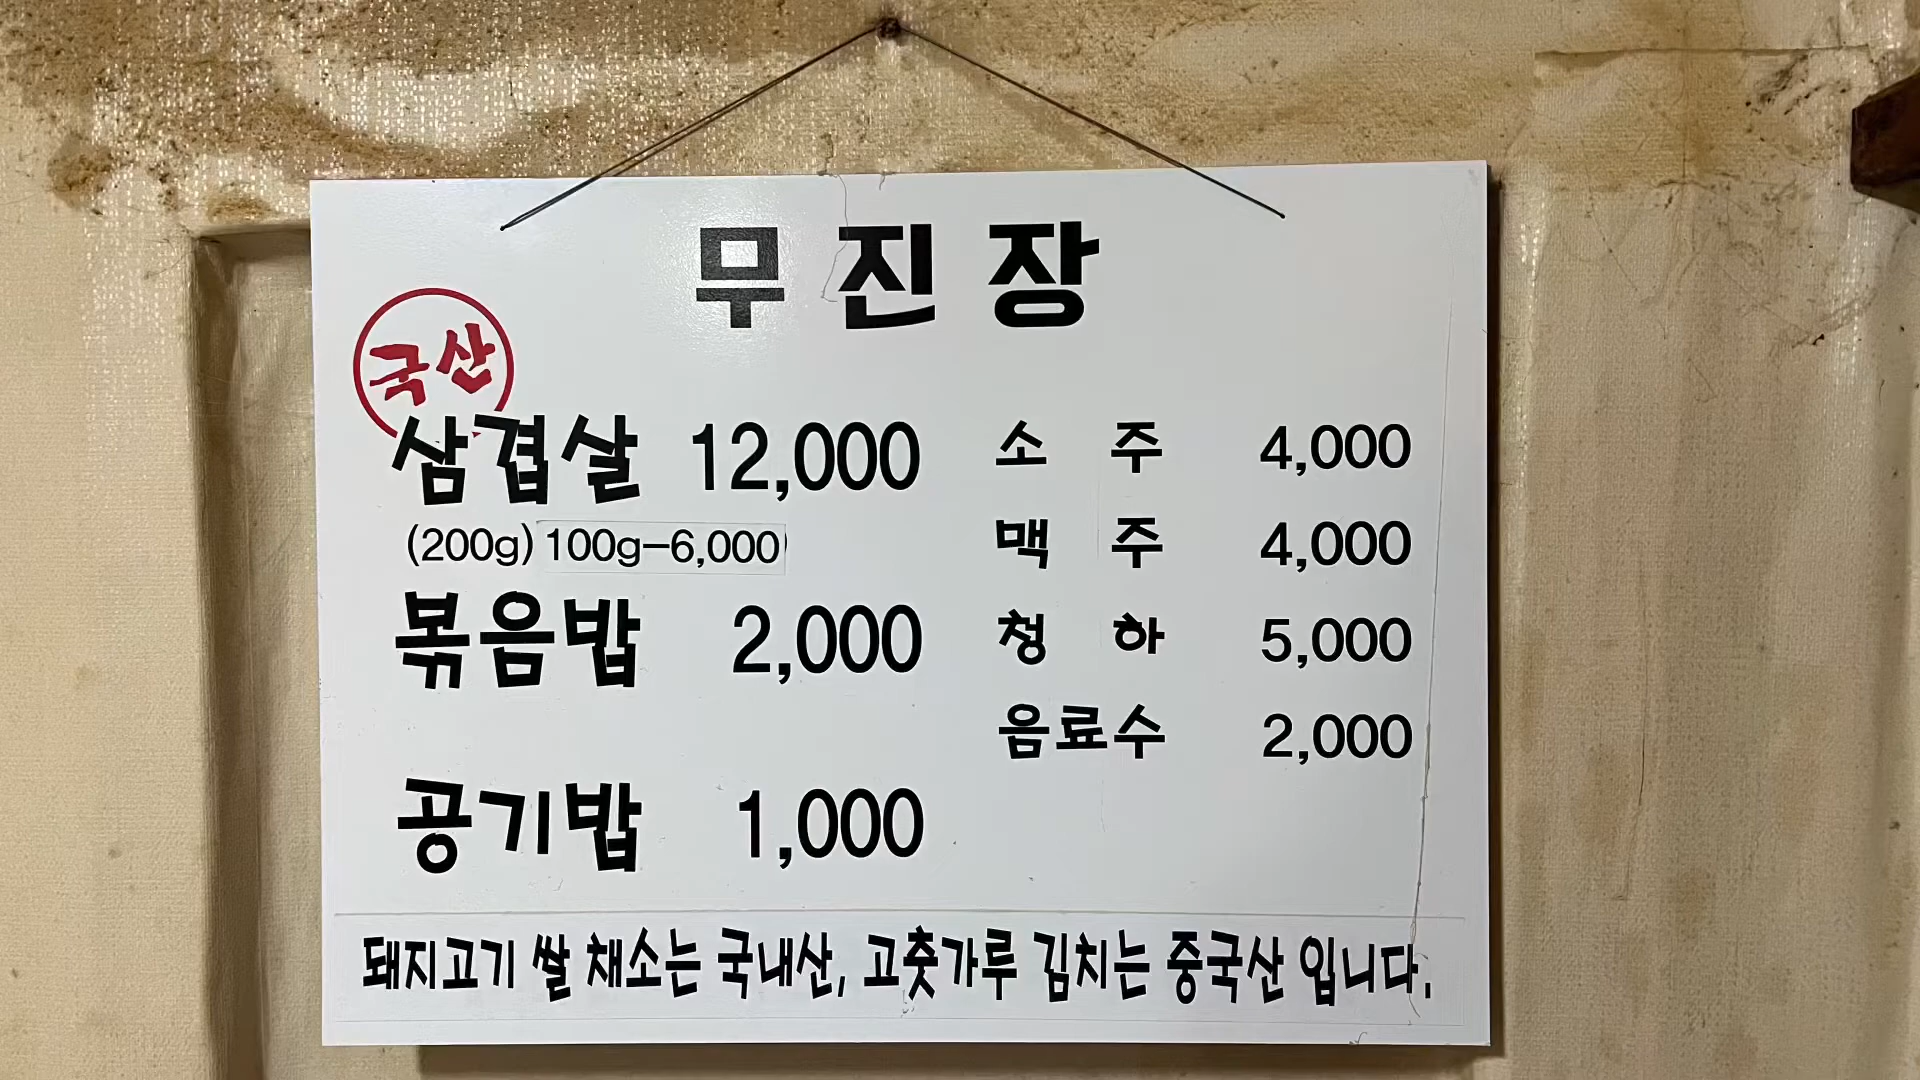 무진장
국산
삼겹살 12,000
(200g) 100g-6,000
볶음밥 2,000
공기밥 1,000
소주 4,000
맥주 4,000
청하 5,000
음료수 2,000
돼지고기 쌀 채소는 국내산, 고춧가루 김치는 중국산 입니다.